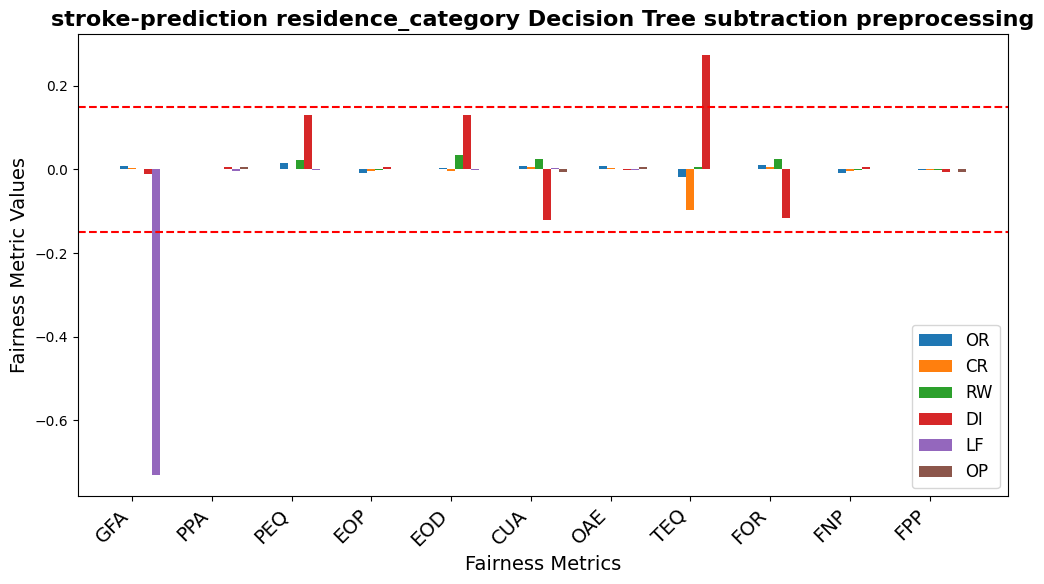 stroke-prediction residence_category Decision Tree subtraction preprocessing
Fairness Metric Values
0.2
0.0
−0.2
−0.4
−0.6
OR
CR
RW
DI
LF
OP
GFA
PPA
PEQ
EOP
EOD
CUA
OAE
TEQ
FOR
FNP
FPP
Fairness Metrics